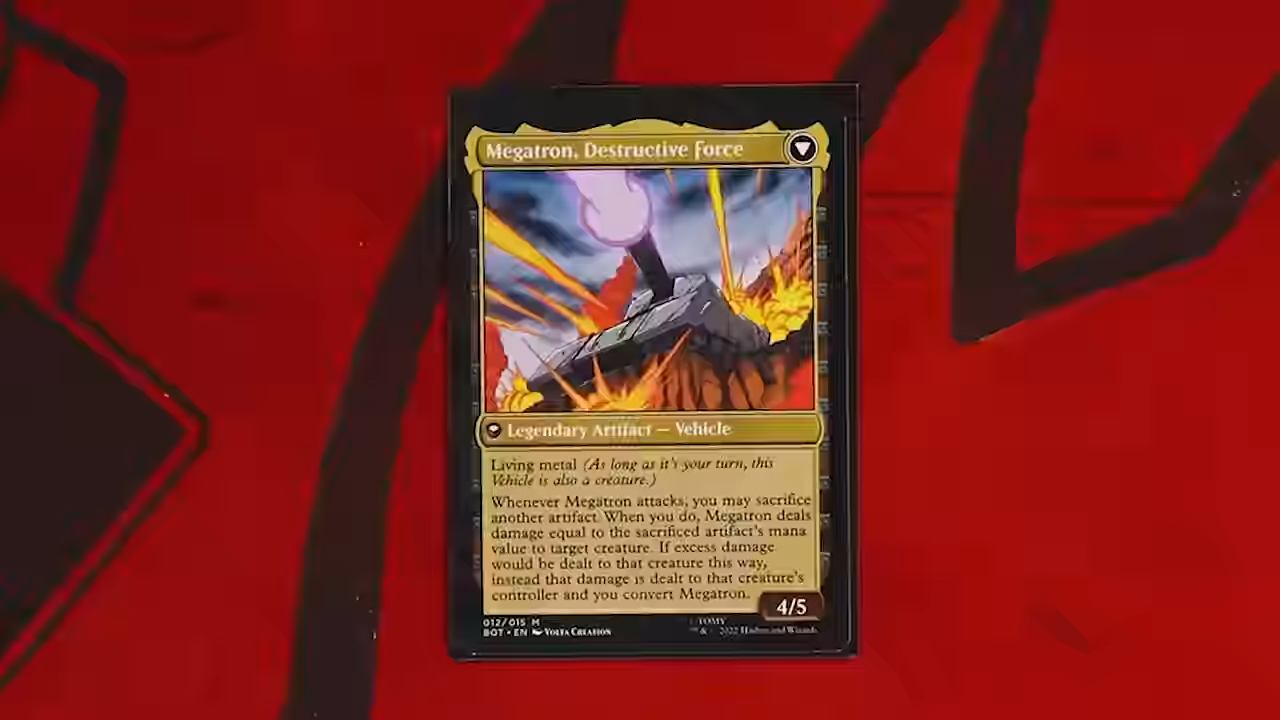 Megatron, Destructive Force
Legendary Artifact — Vehicle
Living metal (As long as it's your turn, this
Vehicle is also a creature.)
Whenever Megatron attacks, you may sacrifice
another artifact. When you do, Megatron deals
damage equal to the sacrificed artifact's mana
value to target creature. If excess damage
would be dealt to that creature this way,
instead that damage is dealt to that creature's
controller and you convert Megatron.
4/5
012/015 M
BOT • EN Volta Creation
TOMY
™ & 2022 Hasbro and Wizards